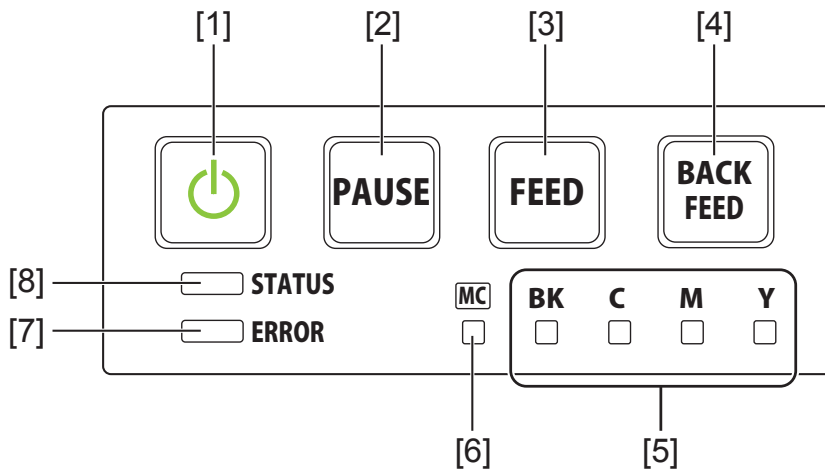 [1] [2] [3] [4]
PAUSE FEED BACK
FEED
[8] STATUS
MC BK C M Y
[7] ERROR
[6] [5]